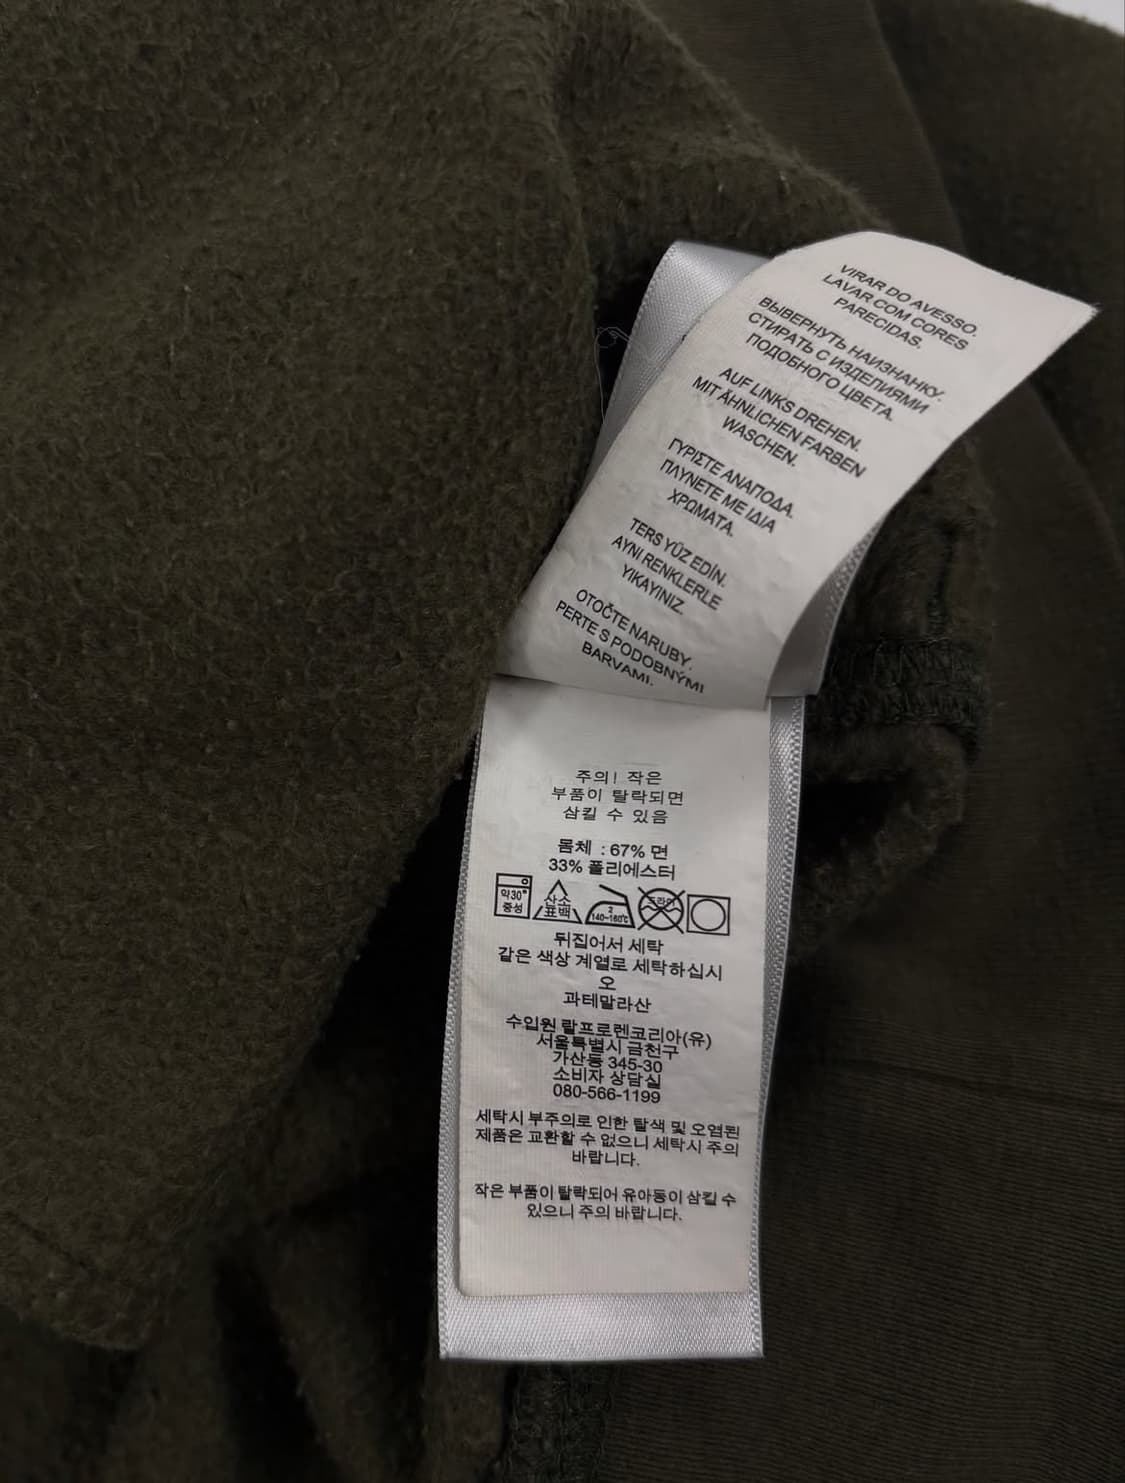 VIRAR DO AVESSO.
LAVAR COM CORES
PARECIDAS.
ВЫВЕРНУТЬ НАИЗНАНКУ.
СТИРАТЬ С ИЗДЕЛИЯМИ
ПОДОБНОГО ЦВЕТА.
AUF LINKS DREHEN.
MIT ÄHNLICHEN FARBEN
WASCHEN.
ΓΥΡΙΣΤΕ ΑΝΑΠΟΔΑ.
ΠΛΥΝΕΤΕ ΜΕ ΙΔΙΑ
ΧΡΩΜΑΤΑ.
TERS YÜZ EDİN.
AYNI RENKLERLE
YIKAYINIZ.
OTOČTE NARUBY.
PERTE S PODOBNÝMI
BARVAMI.
주의! 작은
부품이 탈락되면
삼킬 수 있음
몸체 : 67% 면
33% 폴리에스터
약30°
중성
산소
표백
2
140~160℃
드라이
뒤집어서 세탁
같은 색상 계열로 세탁하십시
오
과테말라산
수입원 랄프로렌코리아(유)
서울특별시 금천구
가산동 345-30
소비자 상담실
080-566-1199
세탁시 부주의로 인한 탈색 및 오염된
제품은 교환할 수 없으니 세탁시 주의
바랍니다.
작은 부품이 탈락되어 유아동이 삼킬 수
있으니 주의 바랍니다.